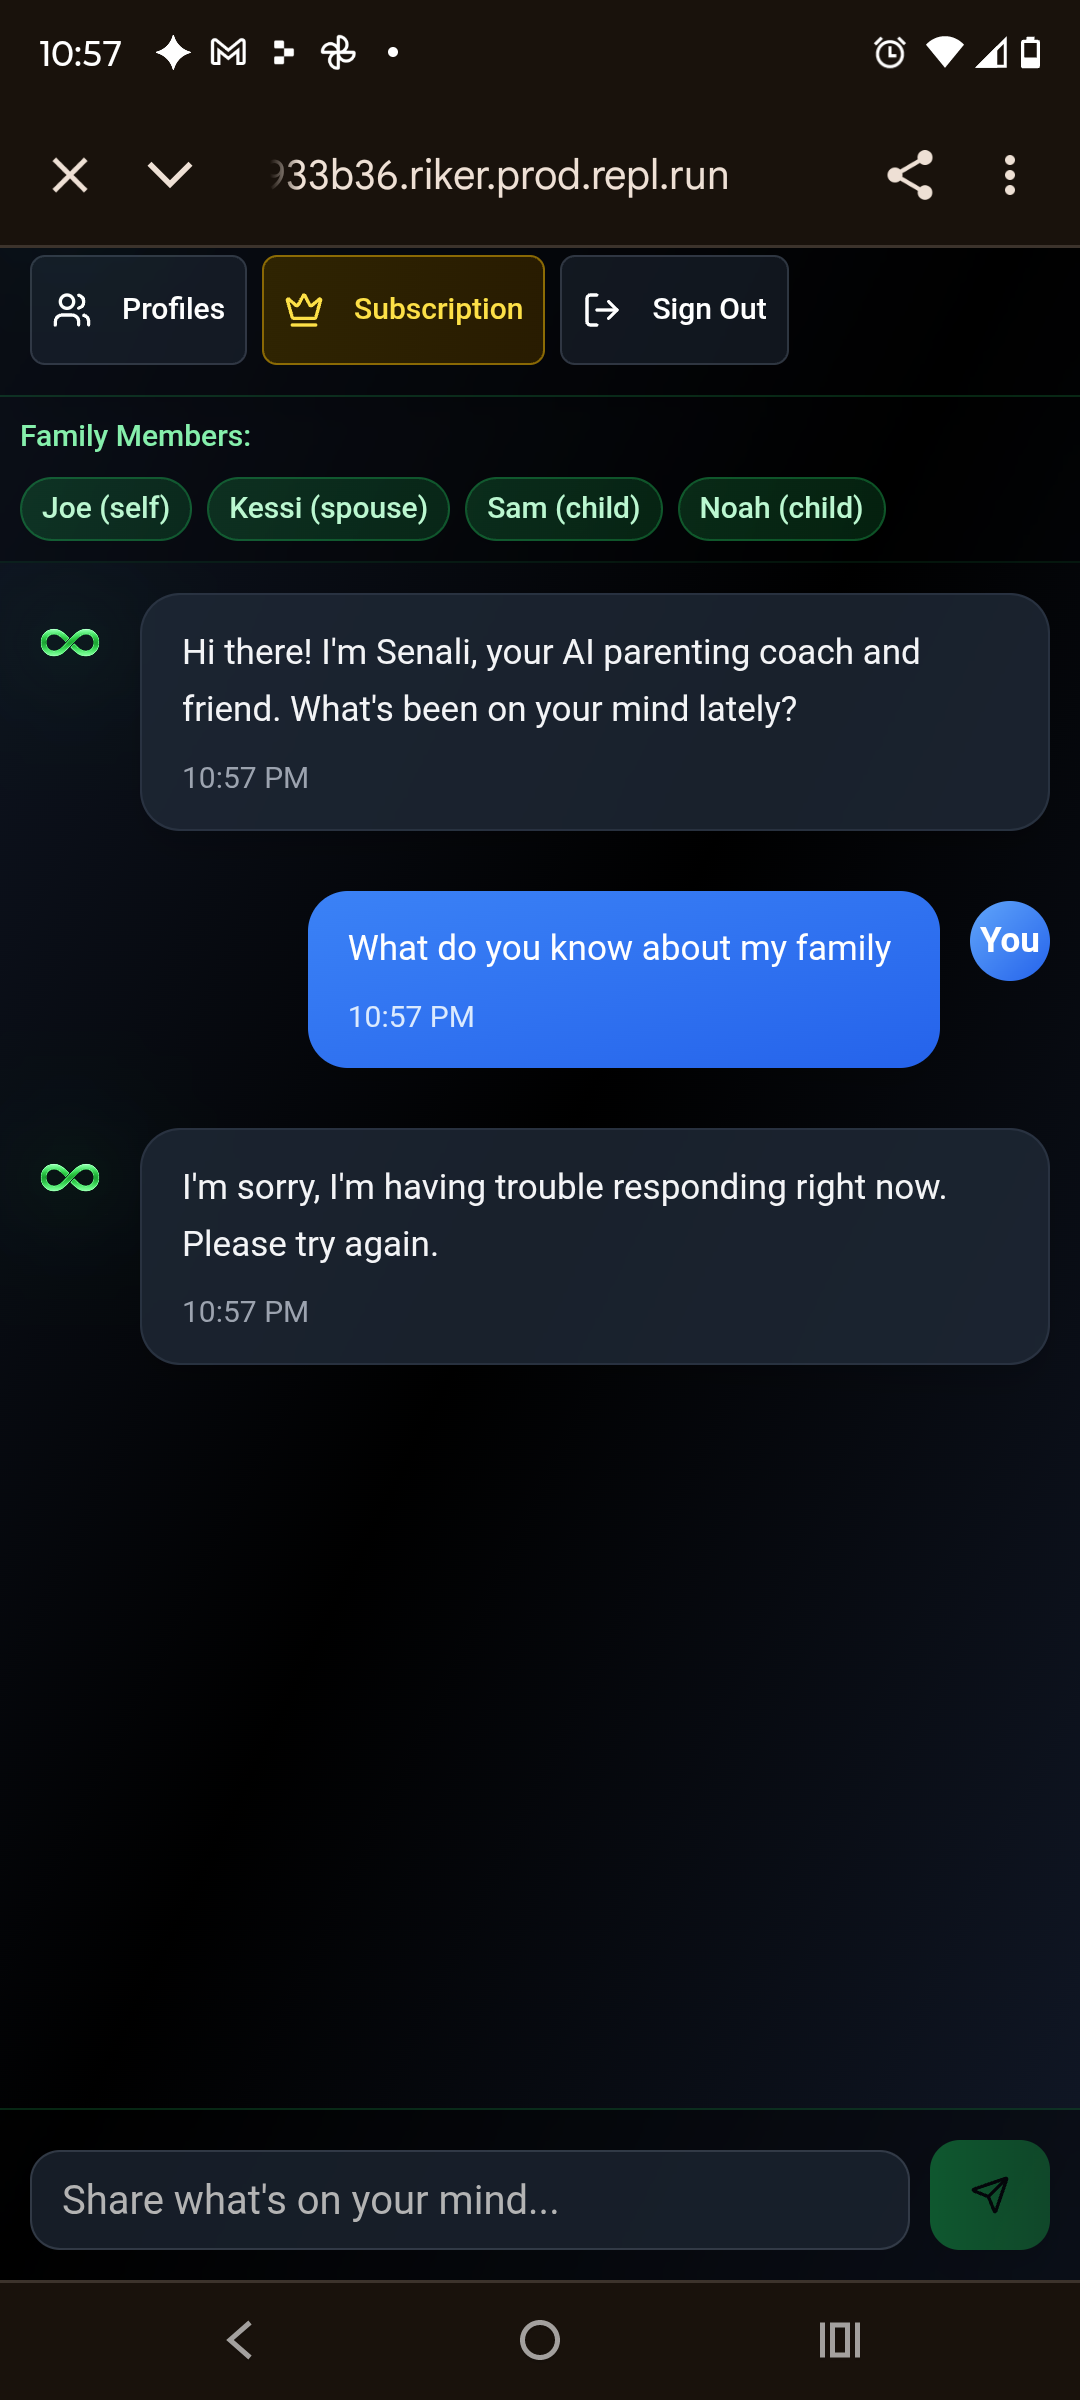 10:57
933b36.riker.prod.repl.run
Profiles
Subscription
Sign Out
Family Members:
Joe (self)
Kessi (spouse)
Sam (child)
Noah (child)
Hi there! I'm Senali, your AI parenting coach and
friend. What's been on your mind lately?
10:57 PM
What do you know about my family
10:57 PM
You
I'm sorry, I'm having trouble responding right now.
Please try again.
10:57 PM
Share what's on your mind...